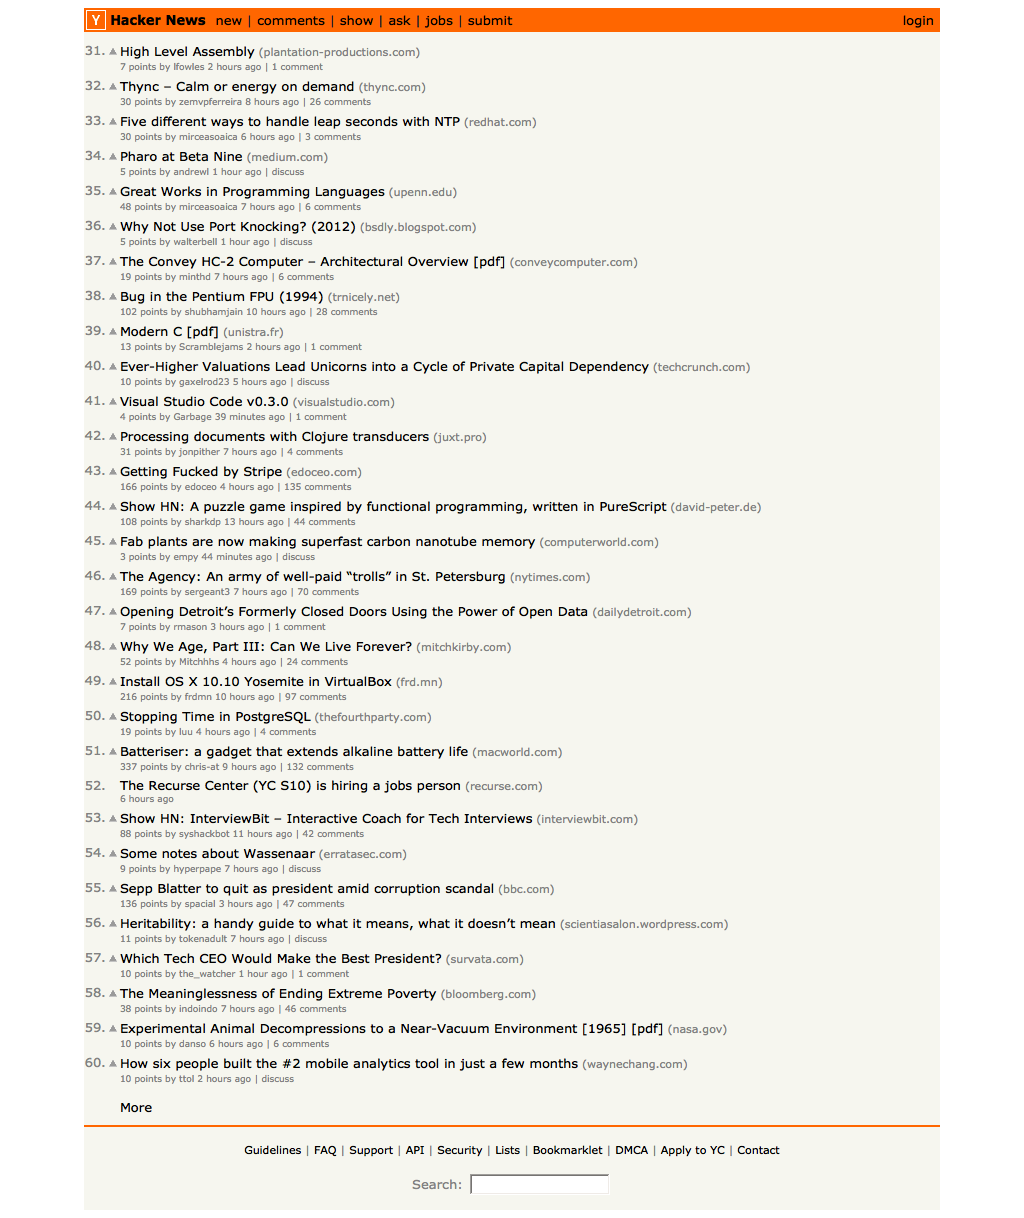 Y Hacker News new | comments | show | ask | jobs | submit login
31. High Level Assembly (plantation-productions.com)
7 points by lfowles 2 hours ago | 1 comment
32. Thync – Calm or energy on demand (thync.com)
30 points by zemvpferreira 8 hours ago | 26 comments
33. Five different ways to handle leap seconds with NTP (redhat.com)
30 points by mirceasoaica 6 hours ago | 3 comments
34. Pharo at Beta Nine (medium.com)
5 points by andrewl 1 hour ago | discuss
35. Great Works in Programming Languages (upenn.edu)
48 points by mirceasoaica 7 hours ago | 6 comments
36. Why Not Use Port Knocking? (2012) (bsdly.blogspot.com)
5 points by walterbell 1 hour ago | discuss
37. The Convey HC-2 Computer – Architectural Overview [pdf] (conveycomputer.com)
19 points by minthd 7 hours ago | 6 comments
38. Bug in the Pentium FPU (1994) (trnicely.net)
102 points by shubhamjain 10 hours ago | 28 comments
39. Modern C [pdf] (unistra.fr)
13 points by Scramblejams 2 hours ago | 1 comment
40. Ever-Higher Valuations Lead Unicorns into a Cycle of Private Capital Dependency (techcrunch.com)
10 points by gaxelrod23 5 hours ago | discuss
41. Visual Studio Code v0.3.0 (visualstudio.com)
4 points by Garbage 39 minutes ago | 1 comment
42. Processing documents with Clojure transducers (juxt.pro)
31 points by jonpither 7 hours ago | 4 comments
43. Getting Fucked by Stripe (edoceo.com)
166 points by edoceo 4 hours ago | 135 comments
44. Show HN: A puzzle game inspired by functional programming, written in PureScript (david-peter.de)
108 points by sharkdp 13 hours ago | 44 comments
45. Fab plants are now making superfast carbon nanotube memory (computerworld.com)
3 points by empy 44 minutes ago | discuss
46. The Agency: An army of well-paid “trolls” in St. Petersburg (nytimes.com)
169 points by sergeant3 7 hours ago | 70 comments
47. Opening Detroit’s Formerly Closed Doors Using the Power of Open Data (dailydetroit.com)
7 points by rmason 3 hours ago | 1 comment
48. Why We Age, Part III: Can We Live Forever? (mitchkirby.com)
52 points by Mitchhhs 4 hours ago | 24 comments
49. Install OS X 10.10 Yosemite in VirtualBox (frd.mn)
216 points by frdmn 10 hours ago | 97 comments
50. Stopping Time in PostgreSQL (thefourthparty.com)
19 points by luu 4 hours ago | 4 comments
51. Batteriser: a gadget that extends alkaline battery life (macworld.com)
337 points by chris-at 9 hours ago | 132 comments
52. The Recurse Center (YC S10) is hiring a jobs person (recurse.com)
6 hours ago
53. Show HN: InterviewBit – Interactive Coach for Tech Interviews (interviewbit.com)
88 points by syshackbot 11 hours ago | 42 comments
54. Some notes about Wassenaar (erratasec.com)
9 points by hyperpape 7 hours ago | discuss
55. Sepp Blatter to quit as president amid corruption scandal (bbc.com)
136 points by spacial 3 hours ago | 47 comments
56. Heritability: a handy guide to what it means, what it doesn’t mean (scientiasalon.wordpress.com)
11 points by tokenadult 7 hours ago | discuss
57. Which Tech CEO Would Make the Best President? (survata.com)
10 points by the_watcher 1 hour ago | 1 comment
58. The Meaninglessness of Ending Extreme Poverty (bloomberg.com)
38 points by indoindo 7 hours ago | 46 comments
59. Experimental Animal Decompressions to a Near-Vacuum Environment [1965] [pdf] (nasa.gov)
10 points by danso 6 hours ago | 6 comments
60. How six people built the #2 mobile analytics tool in just a few months (waynechang.com)
10 points by ttol 2 hours ago | discuss
More
Guidelines | FAQ | Support | API | Security | Lists | Bookmarklet | DMCA | Apply to YC | Contact
Search: